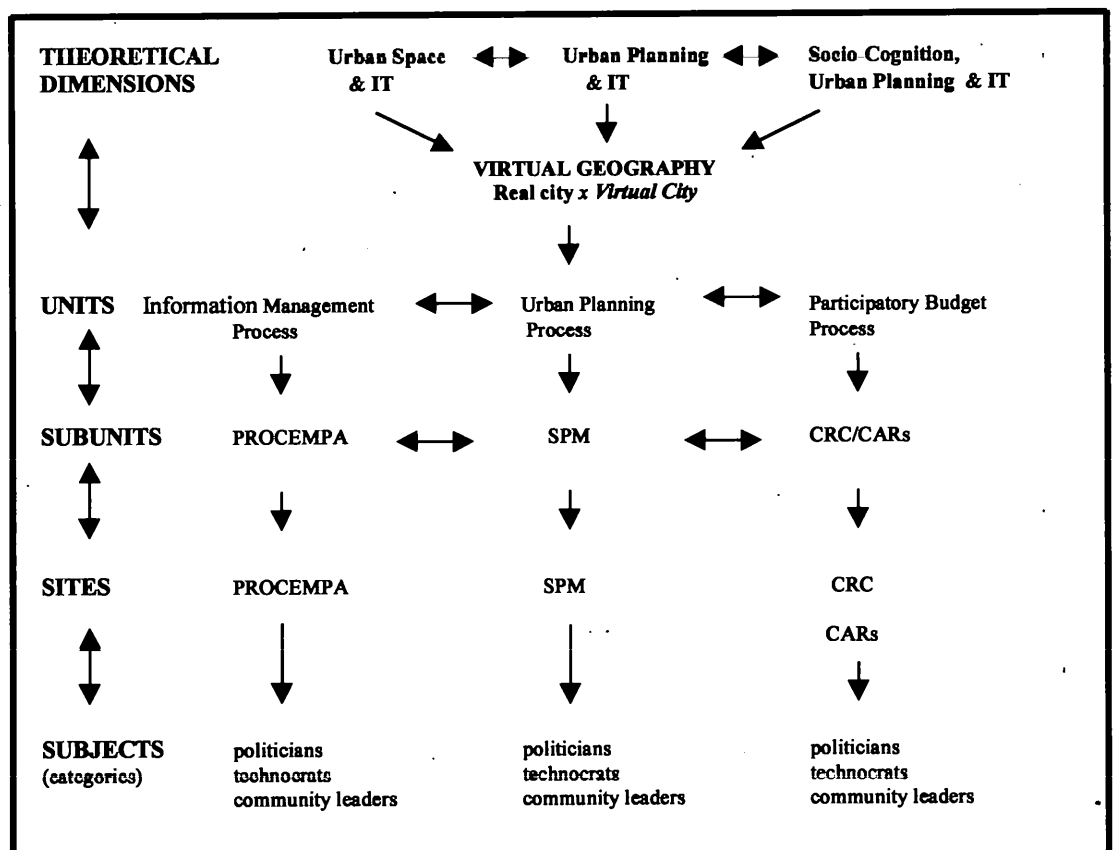 THEORETICAL DIMENSIONS
Urban Space & IT
Urban Planning & IT
Socio-Cognition, Urban Planning & IT
VIRTUAL GEOGRAPHY
Real city x Virtual City
UNITS
Information Management Process
Urban Planning Process
Participatory Budget Process
SUBUNITS
PROCEMPA
SPM
CRC/CARs
SITES
PROCEMPA
SPM
CRC
CARs
SUBJECTS
(categories)
politicians
technocrats
community leaders
politicians
technocrats
community leaders
politicians
technocrats
community leaders